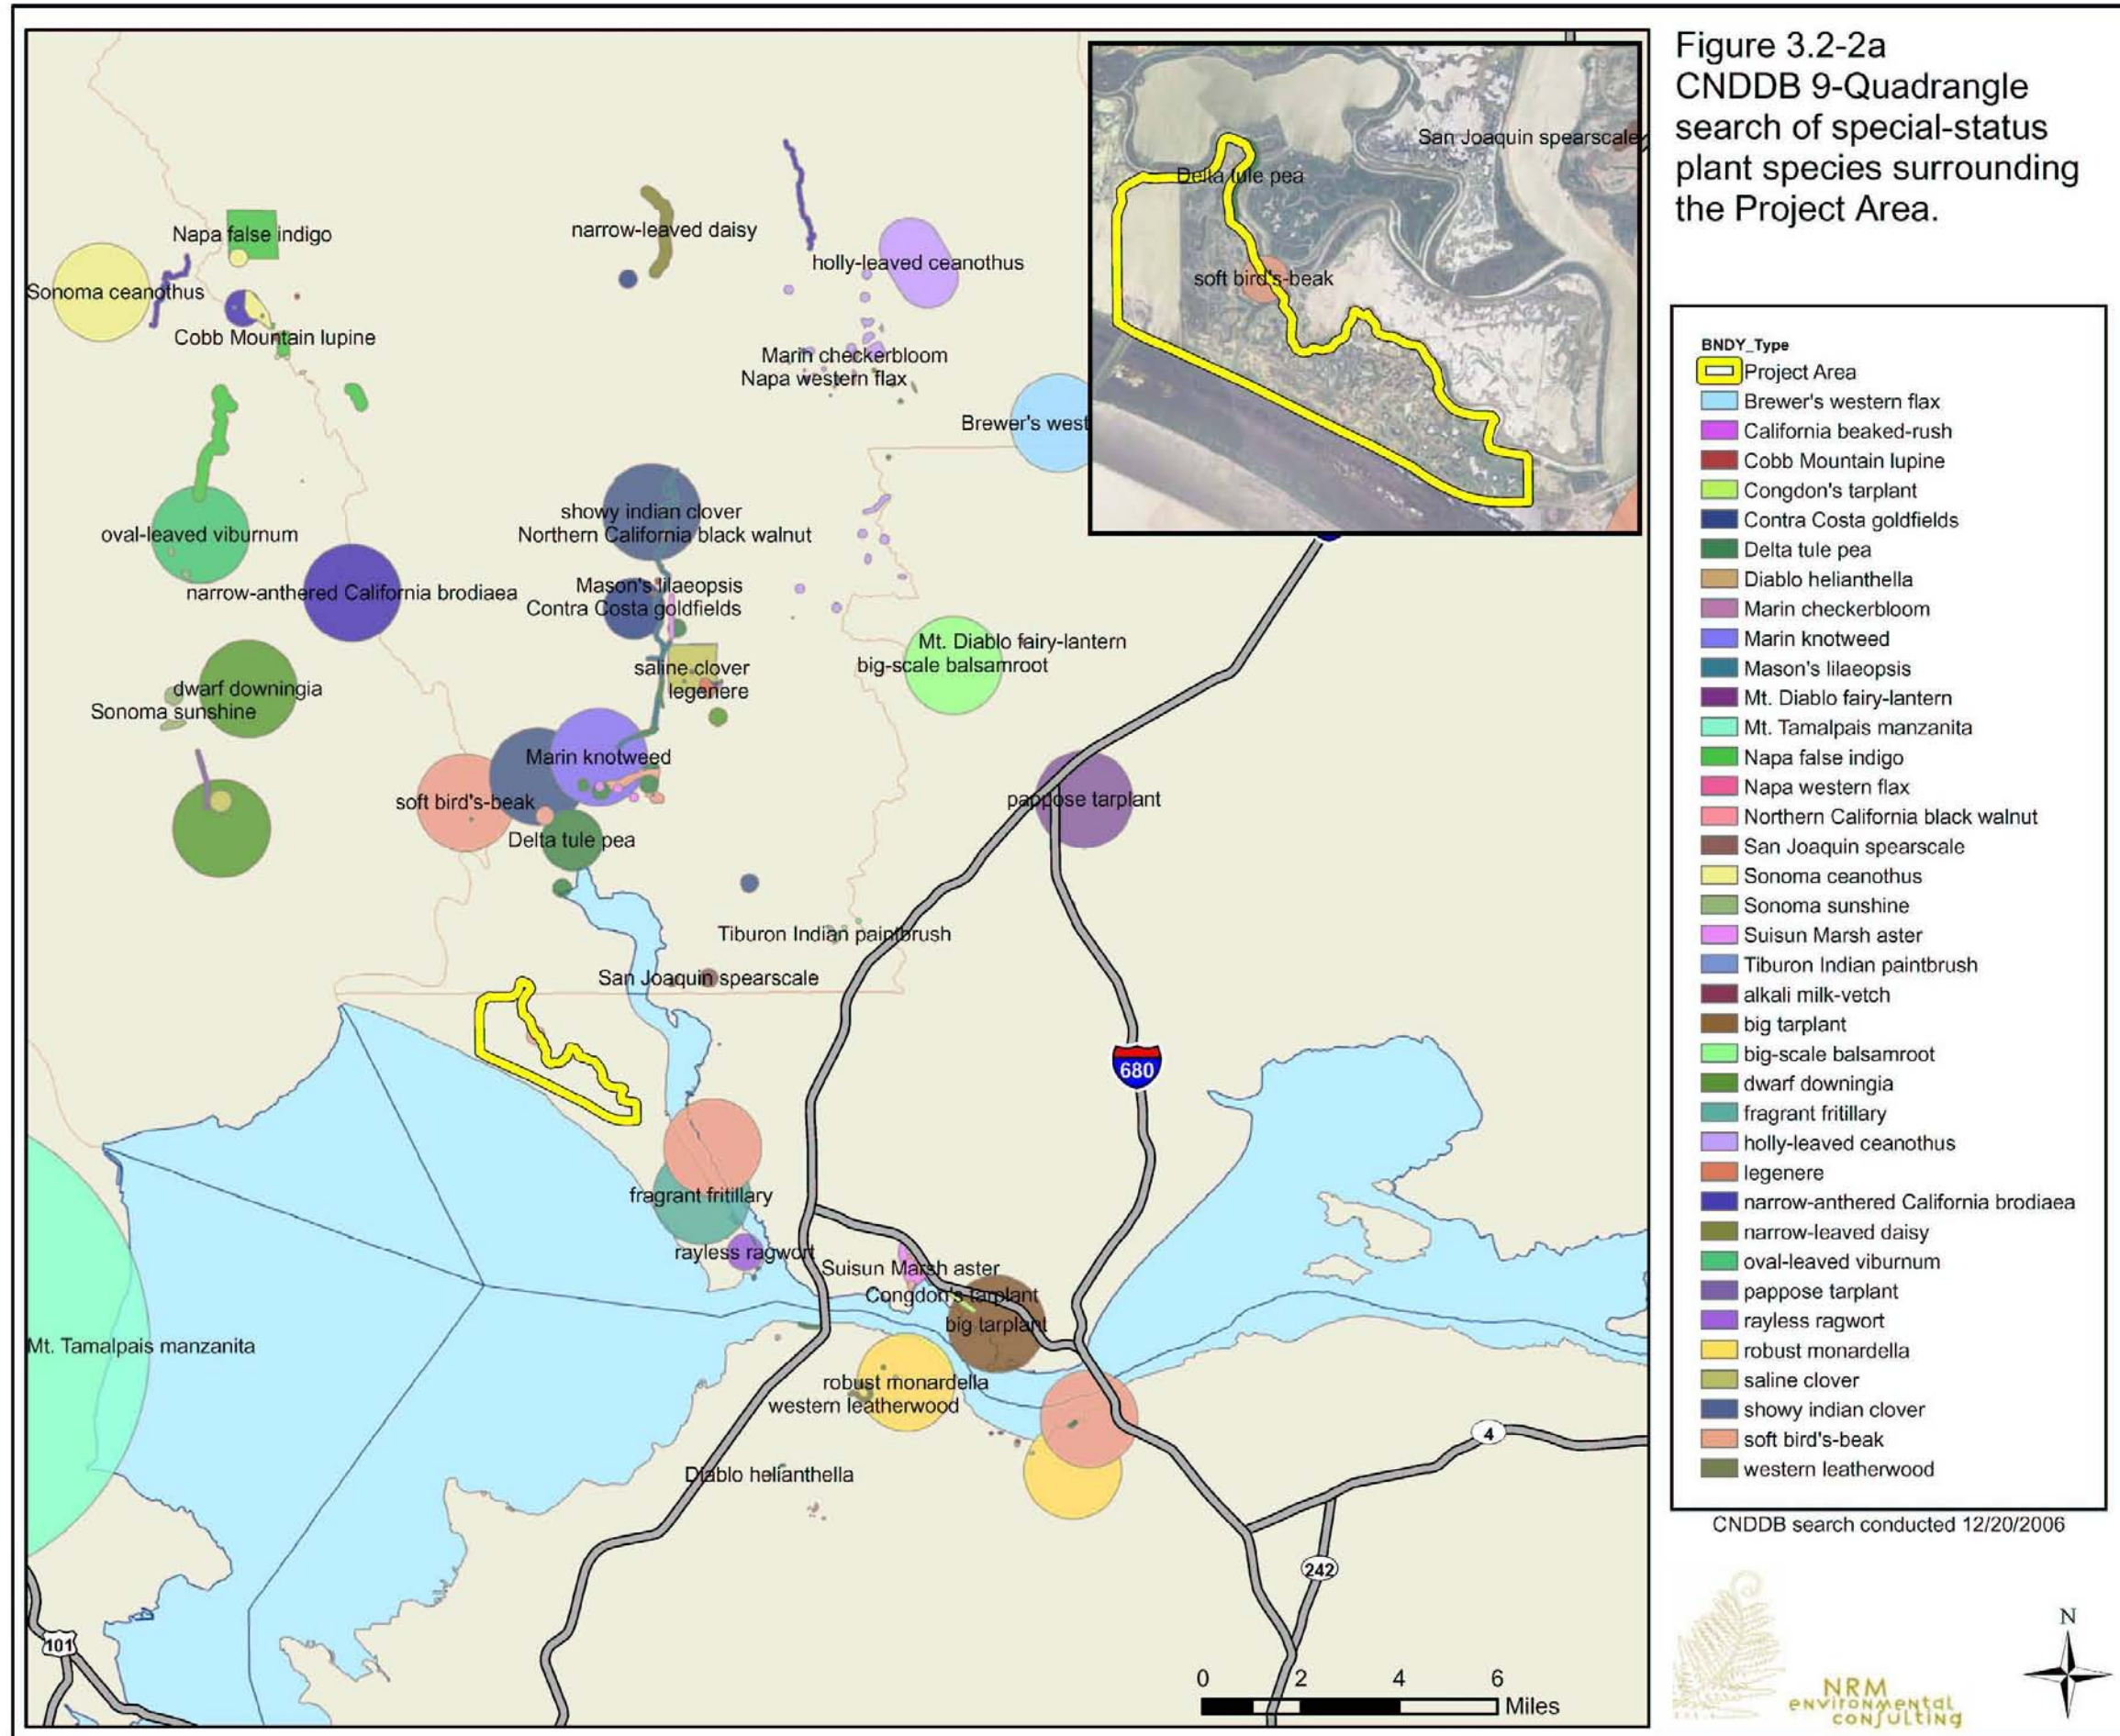 Figure 3.2-2a
CNDDB 9-Quadrangle
search of special-status
plant species surrounding
the Project Area.
San Joaquin spearscale
Delta tule pea
soft bird's-beak
Napa false indigo
narrow-leaved daisy
holly-leaved ceanothus
Sonoma ceanothus
Cobb Mountain lupine
Marin checkerbloom
Napa western flax
Brewer's west
showy indian clover
oval-leaved viburnum
Northern California black walnut
Mason's lilaeopsis
narrow-anthered California brodiaea
Contra Costa goldfields
Mt. Diablo fairy-lantern
saline clover
big-scale balsamroot
dwarf downingia
legenere
Sonoma sunshine
Marin knotweed
soft bird's-beak
pappose tarplant
Delta tule pea
Tiburon Indian paintbrush
San Joaquin spearscale
680
fragrant fritillary
rayless ragwort
Suisun Marsh aster
Congdon's tarplant
big tarplant
Mt. Tamalpais manzanita
robust monardella
western leatherwood
4
Diablo helianthella
242
101
0 2 4 6
Miles
BNDY_Type
Project Area
Brewer's western flax
California beaked-rush
Cobb Mountain lupine
Congdon's tarplant
Contra Costa goldfields
Delta tule pea
Diablo helianthella
Marin checkerbloom
Marin knotweed
Mason's lilaeopsis
Mt. Diablo fairy-lantern
Mt. Tamalpais manzanita
Napa false indigo
Napa western flax
Northern California black walnut
San Joaquin spearscale
Sonoma ceanothus
Sonoma sunshine
Suisun Marsh aster
Tiburon Indian paintbrush
alkali milk-vetch
big tarplant
big-scale balsamroot
dwarf downingia
fragrant fritillary
holly-leaved ceanothus
legenere
narrow-anthered California brodiaea
narrow-leaved daisy
oval-leaved viburnum
pappose tarplant
rayless ragwort
robust monardella
saline clover
showy indian clover
soft bird's-beak
western leatherwood
CNDDB search conducted 12/20/2006
N
NRM
environmental
consulting